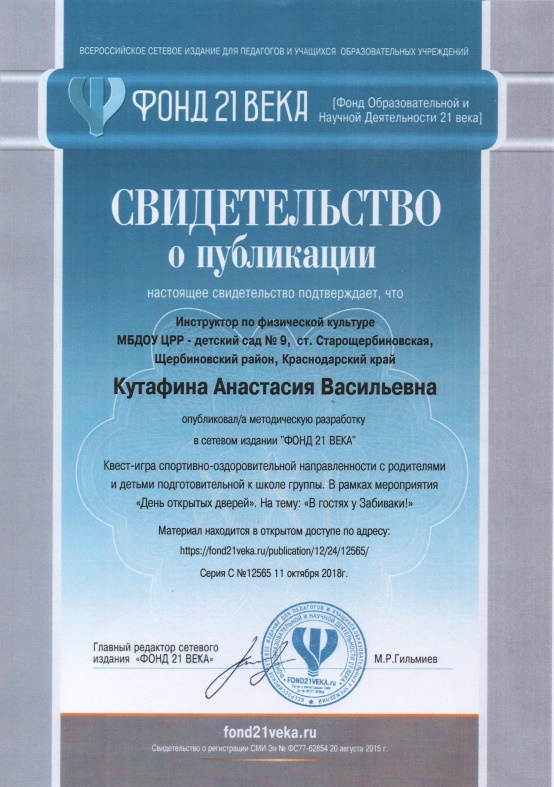 ВСЕРОССИЙСКОЕ СЕТЕВОЕ ИЗДАНИЕ ДЛЯ ПЕДАГОГОВ И УЧАЩИХСЯ ОБРАЗОВАТЕЛЬНЫХ УЧРЕЖДЕНИЙ
ФОНД 21 ВЕКА
[Фонд Образовательной и
Научной Деятельности 21 века]
СВИДЕТЕЛЬСТВО
о публикации
настоящее свидетельство подтверждает, что
Инструктор по физической культуре
МБДОУ ЦРР - детский сад № 9, ст. Старощербиновская,
Щербиновский район, Краснодарский край
Кутафина Анастасия Васильевна
опубликовал/а методическую разработку
в сетевом издании "ФОНД 21 ВЕКА"
Квест-игра спортивно-оздоровительной направленности с родителями
и детьми подготовительной к школе группы. В рамках мероприятия
«День открытых дверей». На тему: «В гостях у Забиваки!»
Материал находится в открытом доступе по адресу:
https://fond21veka.ru/publication/12/24/12565/
Серия С №12565 11 октября 2018г.
Главный редактор сетевого
издания «ФОНД 21 ВЕКА»
FOND21VEKA.ru
М.Р.Гильмиев
fond21veka.ru
Свидетельство о регистрации СМИ Эл № ФС77-62854 20 августа 2015 г.